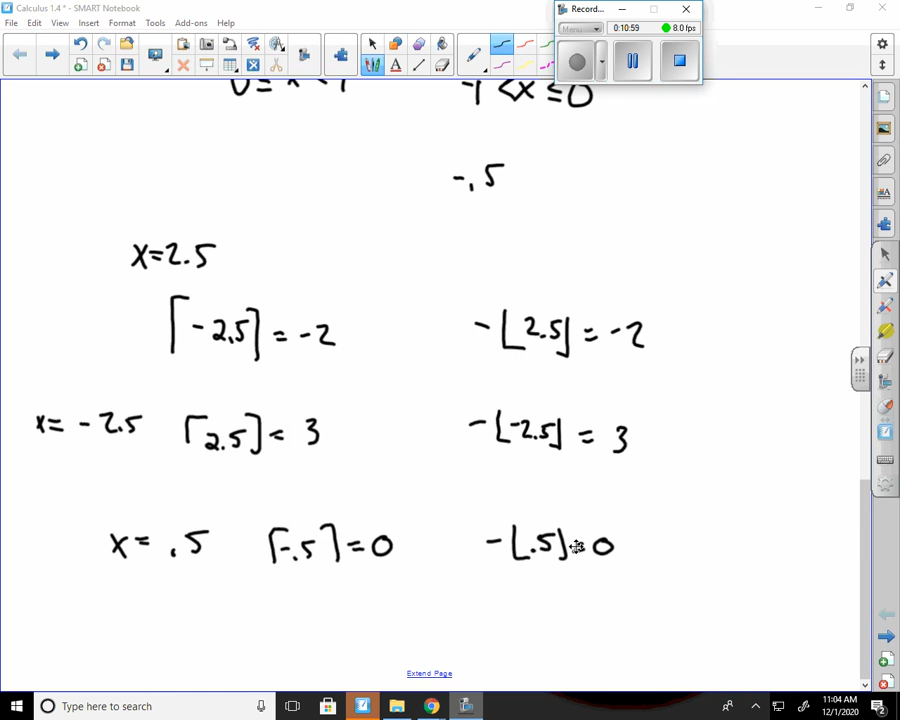 Calculus 1.4 * - SMART Notebook
Record...
File Edit View Insert Format Tools Add-ons Help
Menu 0:10:59 8.0 fps
-1 < x ≤ 0
-.5
x=2.5
⌈-2.5⌉ = -2 -⌊2.5⌋ = -2
x= -2.5 ⌈2.5⌉ = 3 -⌊-2.5⌋ = 3
x= .5 ⌈-.5⌉ = 0 -⌊.5⌋ = 0
Extend Page
Type here to search
11:04 AM
12/1/2020
2